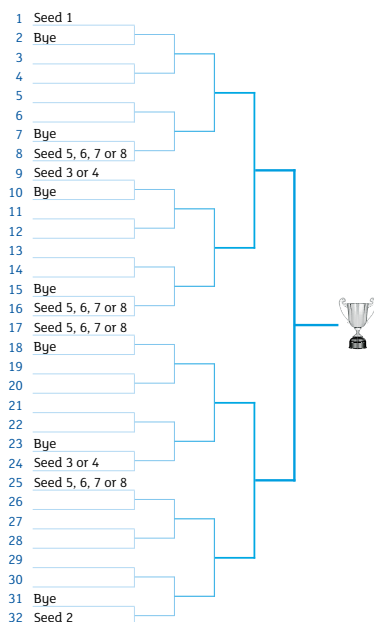 1 Seed 1
2 Bye
3
4
5
6
7 Bye
8 Seed 5, 6, 7 or 8
9 Seed 3 or 4
10 Bye
11
12
13
14
15 Bye
16 Seed 5, 6, 7 or 8
17 Seed 5, 6, 7 or 8
18 Bye
19
20
21
22
23 Bye
24 Seed 3 or 4
25 Seed 5, 6, 7 or 8
26
27
28
29
30
31 Bye
32 Seed 2